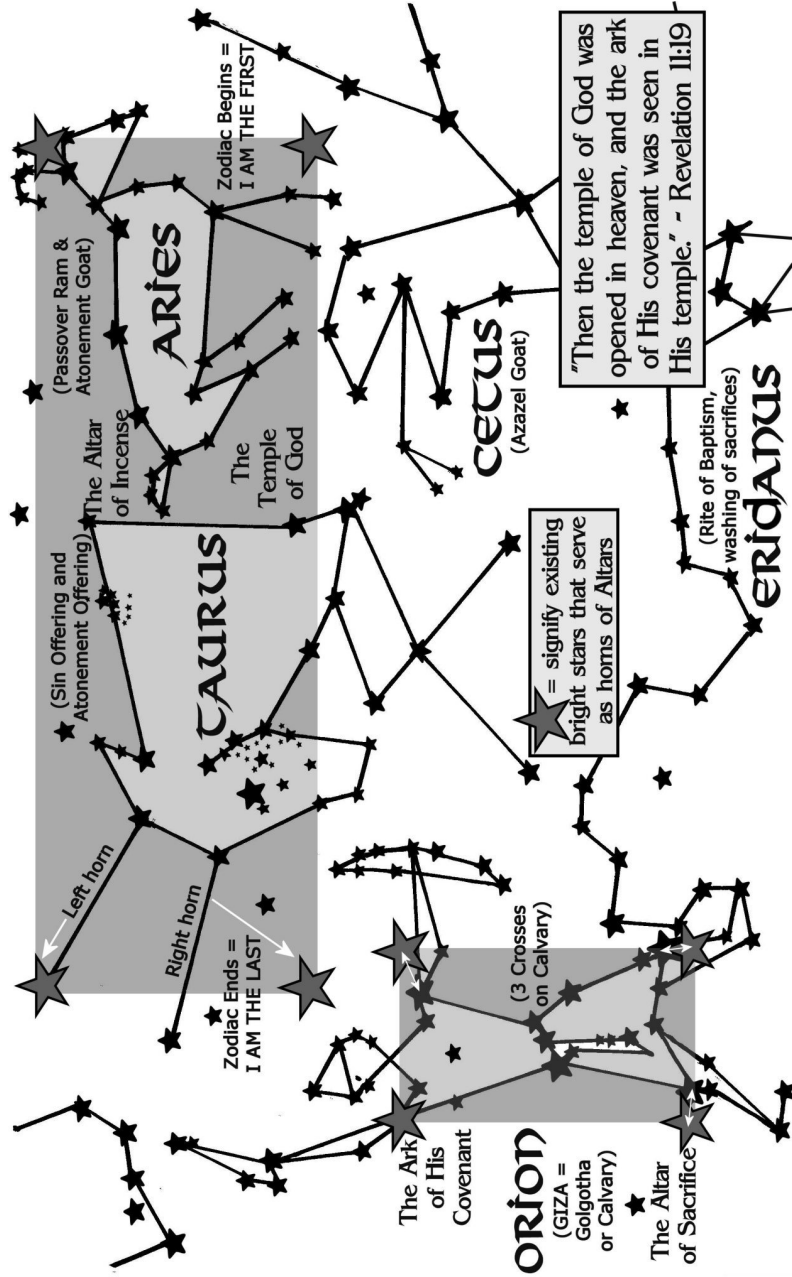 (Sin Offering and
Atonement Offering)
(Passover Ram &
Atonement Goat)
Left horn
The Altar
of Incense
ARIES
Right horn
TAURUS
The
Temple
of God
Zodiac Ends =
I AM THE LAST
Zodiac Begins =
I AM THE FIRST
The Ark
of His
Covenant
CETUS
(Azazel Goat)
ORION
(GIZA =
Golgotha
or Calvary)
(3 Crosses
on Calvary)
= signify existing
bright stars that serve
as horns of Altars
"Then the temple of God was
opened in heaven, and the ark
of His covenant was seen in
His temple." ~ Revelation 11:19
The Altar
of Sacrifice
(Rite of Baptism,
washing of sacrifices)
ERIDANUS